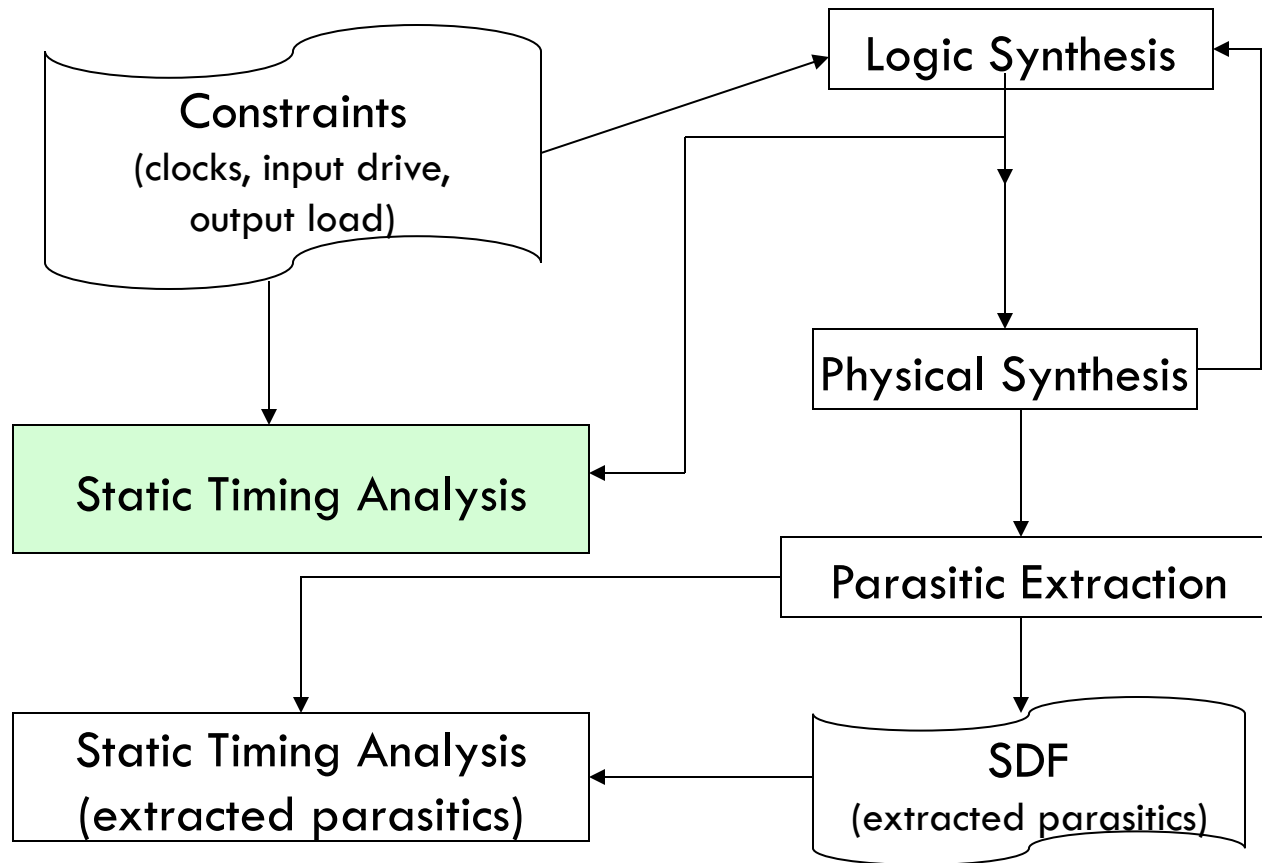 Logic Synthesis
Constraints
(clocks, input drive,
output load)
Physical Synthesis
Static Timing Analysis
Parasitic Extraction
Static Timing Analysis
(extracted parasitics)
SDF
(extracted parasitics)